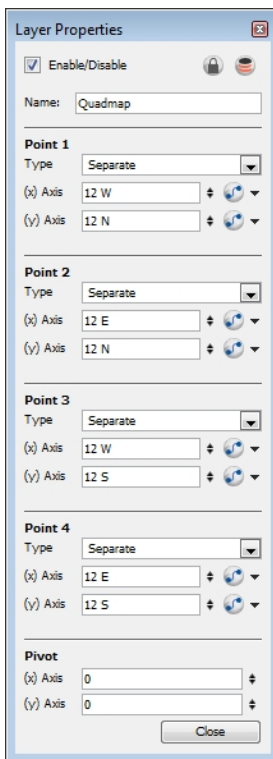 Layer Properties
Enable/Disable
Name: Quadmap
Point 1
Type Separate
(x) Axis 12 W
(y) Axis 12 N
Point 2
Type Separate
(x) Axis 12 E
(y) Axis 12 N
Point 3
Type Separate
(x) Axis 12 W
(y) Axis 12 S
Point 4
Type Separate
(x) Axis 12 E
(y) Axis 12 S
Pivot
(x) Axis 0
(y) Axis 0
Close